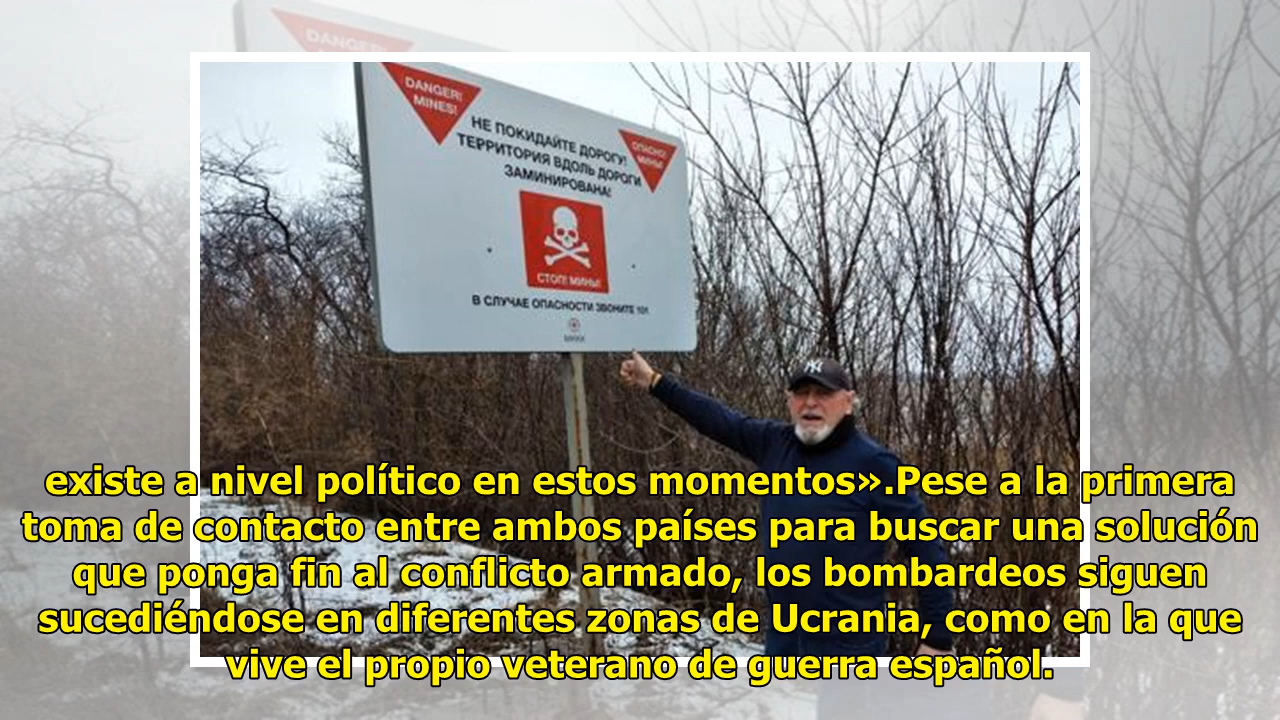 DANGER!
DANGER!
MINES!
НЕ ПОКИДАЙТЕ ДОРОГУ!
ТЕРРИТОРИЯ ВДОЛЬ ДОРОГИ
ЗАМИНИРОВАНА!
ОПАСНО!
МИНЫ!
СТОП! МИНЫ!
В СЛУЧАЕ ОПАСНОСТИ ЗВОНИТЕ 101
МККК
NY
existe a nivel político en estos momentos».Pese a la primera
toma de contacto entre ambos países para buscar una solución
que ponga fin al conflicto armado, los bombardeos siguen
sucediéndose en diferentes zonas de Ucrania, como en la que
vive el propio veterano de guerra español.